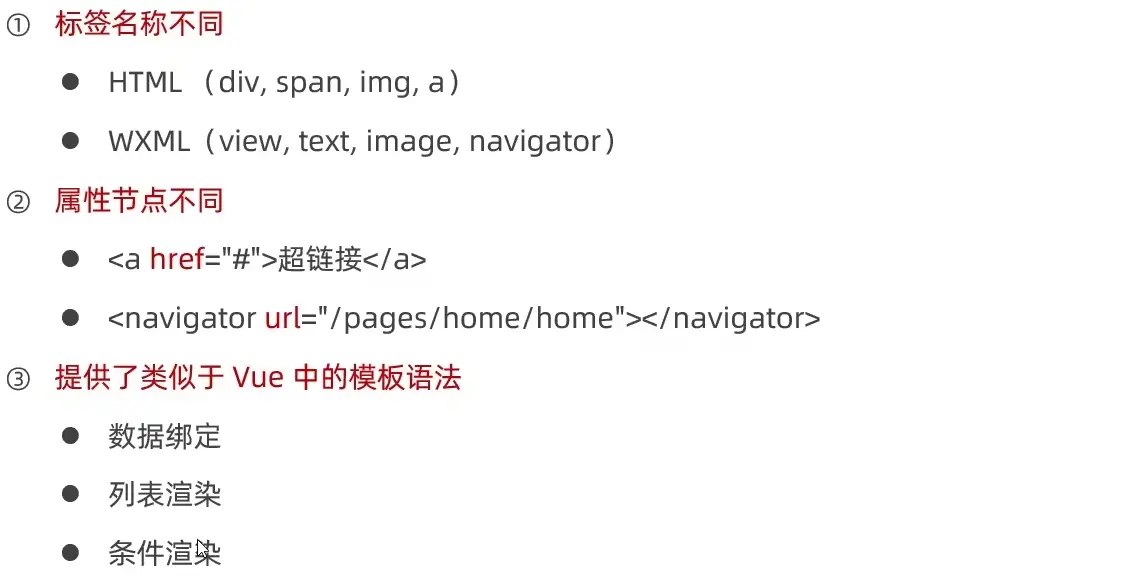 ① 标签名称不同
● HTML （div, span, img, a）
● WXML（view, text, image, navigator）
② 属性节点不同
● <a href="#">超链接</a>
● <navigator url="/pages/home/home"></navigator>
③ 提供了类似于 Vue 中的模板语法
● 数据绑定
● 列表渲染
● 条件渲染